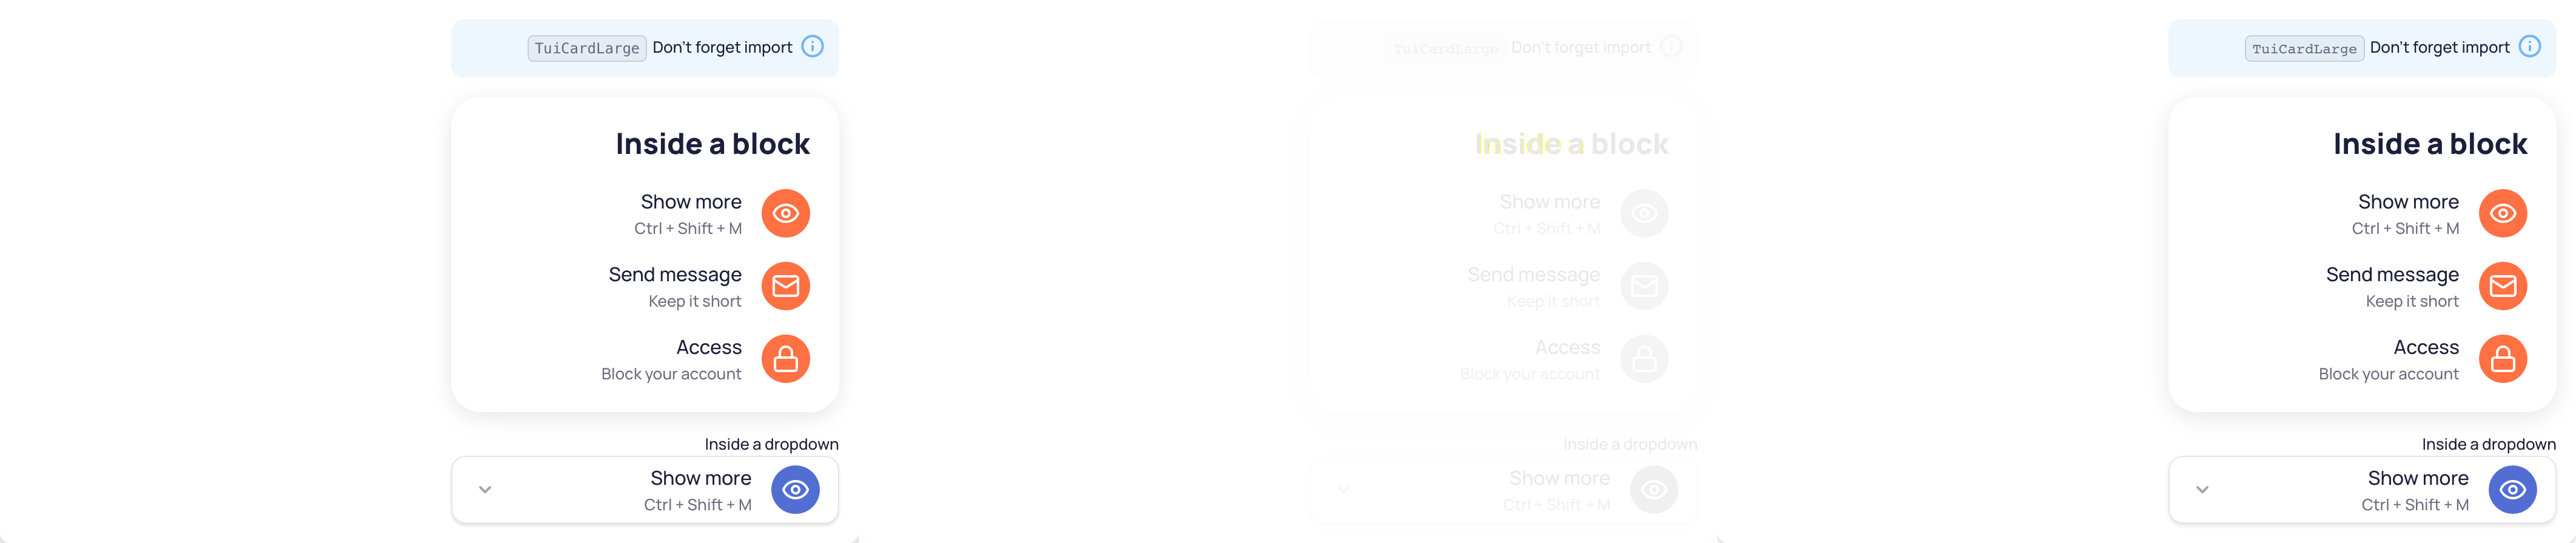 TuiCardLarge Don't forget import
Inside a block
Show more
Ctrl + Shift + M
Send message
Keep it short
Access
Block your account
Inside a dropdown
Show more
Ctrl + Shift + M
TuiCardLarge Don't forget import
Inside a block
Show more
Ctrl + Shift + M
Send message
Keep it short
Access
Block your account
Inside a dropdown
Show more
Ctrl + Shift + M
TuiCardLarge Don't forget import
Inside a block
Show more
Ctrl + Shift + M
Send message
Keep it short
Access
Block your account
Inside a dropdown
Show more
Ctrl + Shift + M